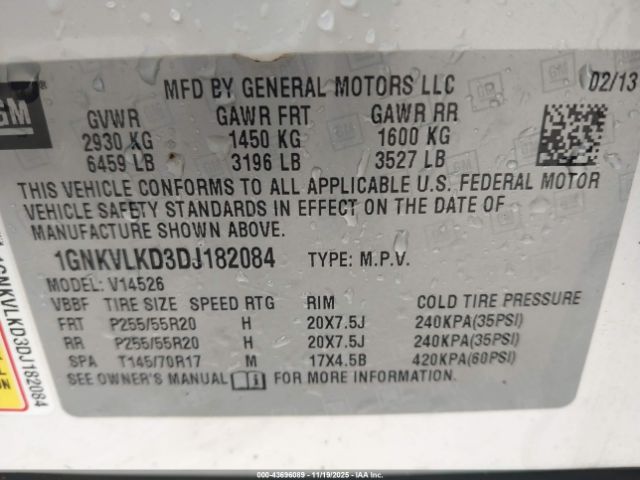 GM
MFD BY GENERAL MOTORS LLC 02/13
GVWR GAWR FRT GAWR RR
2930 KG 1450 KG 1600 KG
6459 LB 3196 LB 3527 LB
THIS VEHICLE CONFORMS TO ALL APPLICABLE U.S. FEDERAL MOTOR
VEHICLE SAFETY STANDARDS IN EFFECT ON THE DATE OF
MANUFACTURE SHOWN ABOVE.
1GNKVLKD3DJ182084 TYPE: M.P.V.
MODEL: V14526
VBBF TIRE SIZE SPEED RTG RIM COLD TIRE PRESSURE
FRT P255/55R20 H 20X7.5J 240KPA(35PSI)
RR P255/55R20 H 20X7.5J 240KPA(35PSI)
SPA T145/70R17 M 17X4.5B 420KPA(60PSI)
SEE OWNER'S MANUAL FOR MORE INFORMATION.
1GNKVLKD3DJ182084
000-43696089 - 11/19/2025 - IAA, Inc.